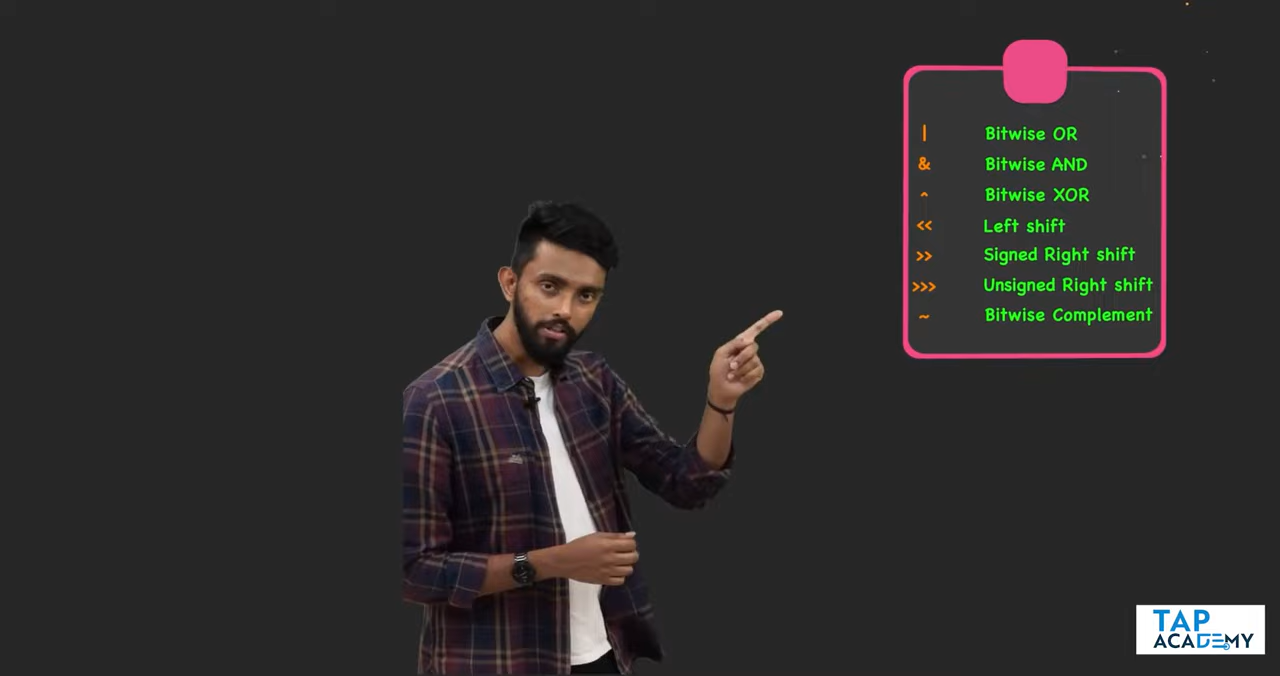 | Bitwise OR
& Bitwise AND
^ Bitwise XOR
<< Left shift
>> Signed Right shift
>>> Unsigned Right shift
~ Bitwise Complement
TAP
ACADEMY